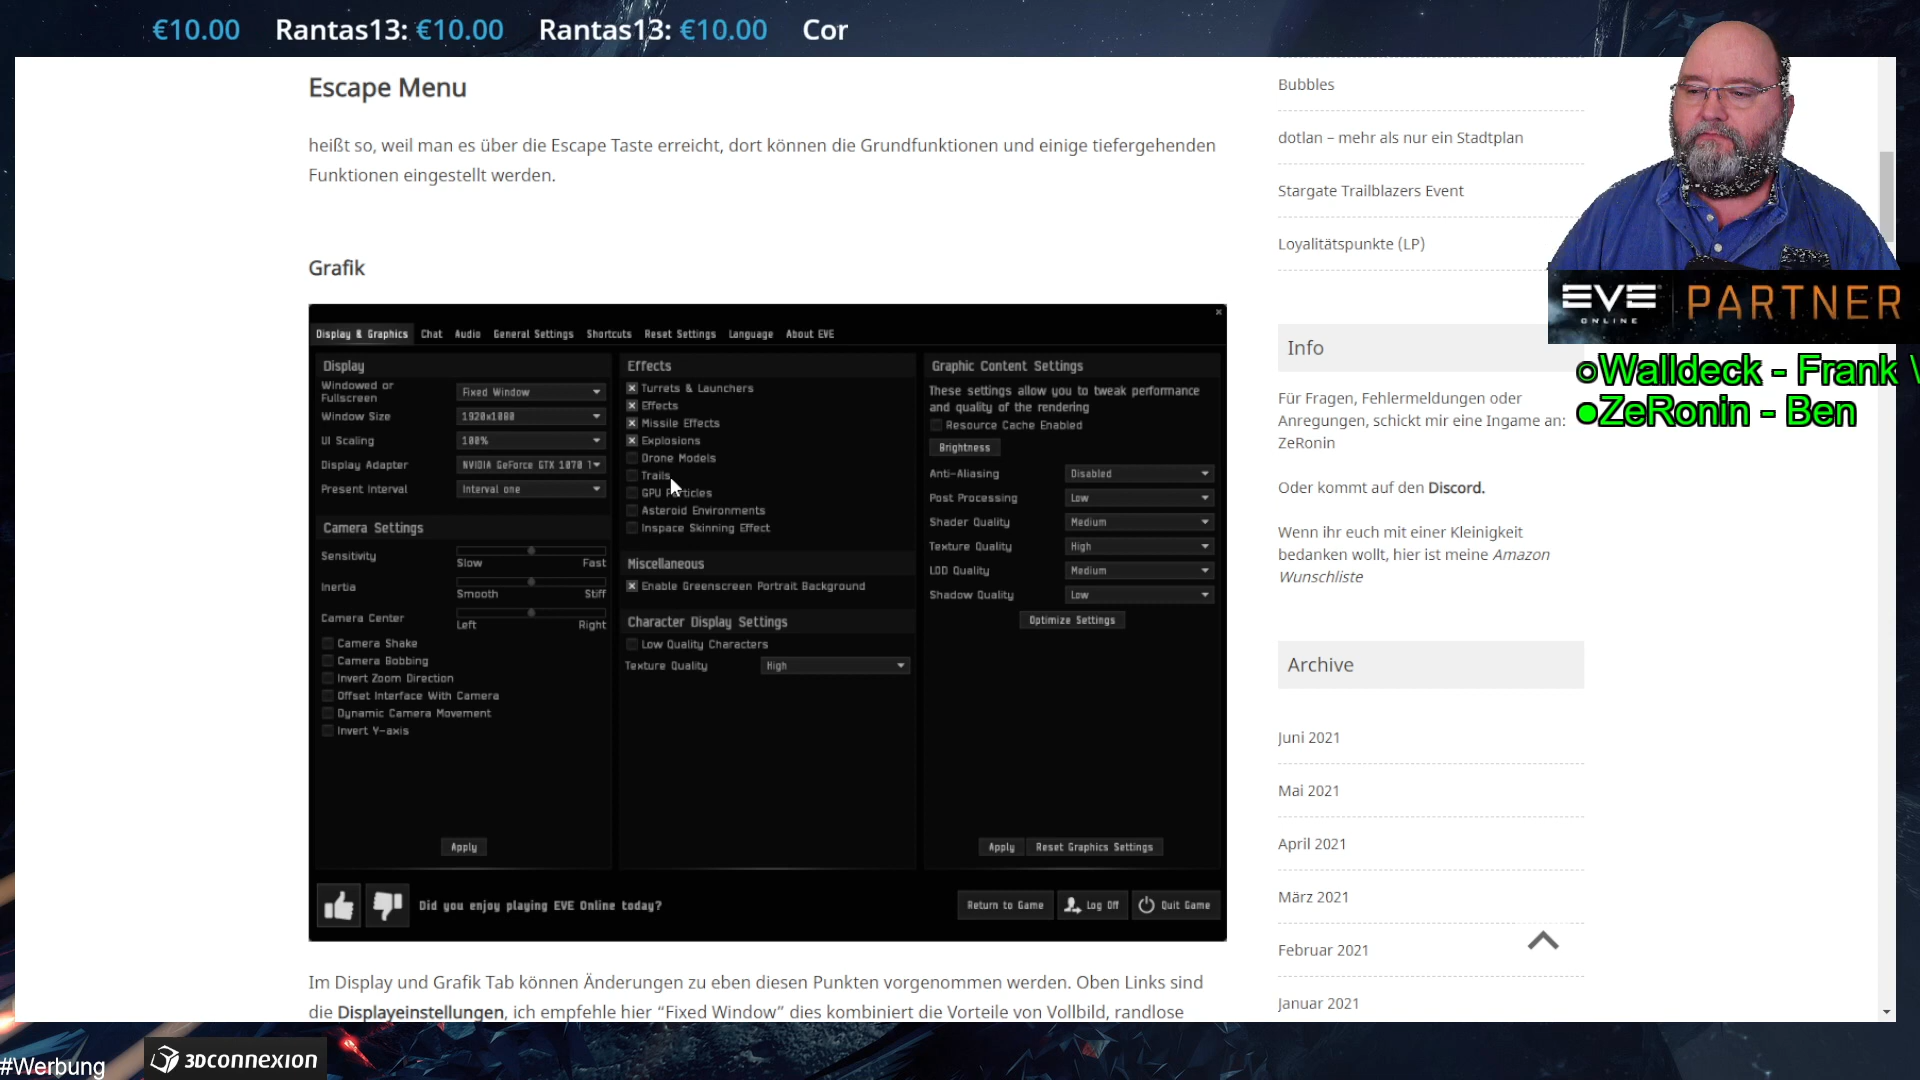 €10.00 Rantas13: €10.00 Rantas13: €10.00 Cor
Escape Menu
heißt so, weil man es über die Escape Taste erreicht, dort können die Grundfunktionen und einige tiefergehenden
Funktionen eingestellt werden.
Grafik
Display & Graphics Chat Audio General Settings Shortcuts Reset Settings Language About EVE
Display
Windowed or
Fullscreen
Fixed Window
Window Size 1920x1080
UI Scaling 100%
Display Adapter NVIDIA GeForce GTX 1070 T
Present Interval Interval one
Camera Settings
Sensitivity
Slow Fast
Inertia
Smooth Stiff
Camera Center
Left Right
Camera Shake
Camera Bobbing
Invert Zoom Direction
Offset Interface With Camera
Dynamic Camera Movement
Invert Y-axis
Apply
Effects
Turrets & Launchers
Effects
Missile Effects
Explosions
Drone Models
Trails
GPU
Asteroid Environments
Inspace Skinning Effect
Miscellaneous
Enable Greenscreen Portrait Background
Character Display Settings
Low Quality Characters
Texture Quality High
Graphic Content Settings
These settings allow you to tweak performance
and quality of the rendering
Resource Cache Enabled
Brightness
Anti-Aliasing Disabled
Post Processing Low
Shader Quality Medium
Texture Quality High
LOD Quality Medium
Shadow Quality Low
Optimize Settings
Apply Reset Graphics Settings
Did you enjoy playing EVE Online today?
Return to Game Log Off Quit Game
Im Display und Grafik Tab können Änderungen zu eben diesen Punkten vorgenommen werden. Oben Links sind
die Displayeinstellungen, ich empfehle hier “Fixed Window” dies kombiniert die Vorteile von Vollbild, randlose
Bubbles
dotlan – mehr als nur ein Stadtplan
Stargate Trailblazers Event
Loyalitätspunkte (LP)
Info
Für Fragen, Fehlermeldungen oder
Anregungen, schickt mir eine Ingame an:
ZeRonin
Oder kommt auf den Discord.
Wenn ihr euch mit einer Kleinigkeit
bedanken wollt, hier ist meine Amazon
Wunschliste
Archive
Juni 2021
Mai 2021
April 2021
März 2021
Februar 2021
Januar 2021
EVE ONLINE PARTNER
Walldeck - Frank
ZeRonin - Ben
#Werbung
3DCONNEXION